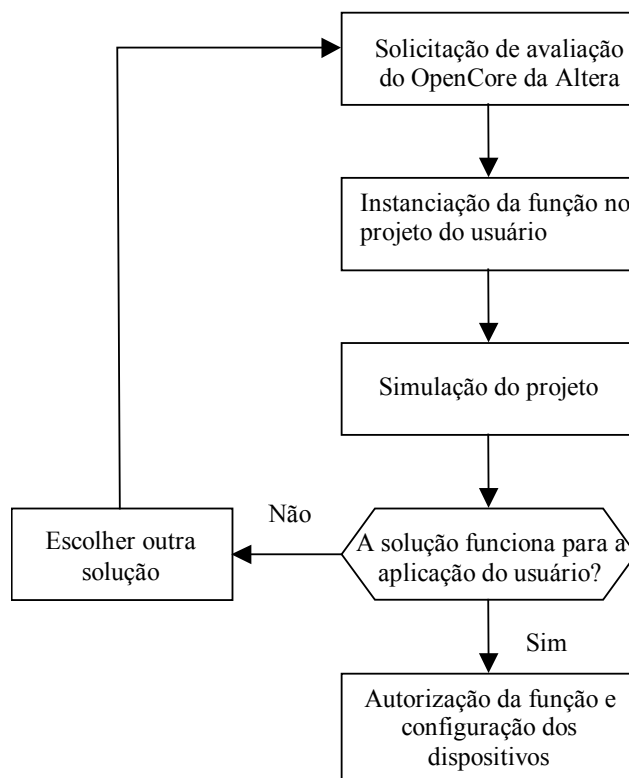 Solicitação de avaliação
do OpenCore da Altera
Instanciação da função no
projeto do usuário
Simulação do projeto
A solução funciona para a
aplicação do usuário?
Não
Escolher outra
solução
Sim
Autorização da função e
configuração dos
dispositivos